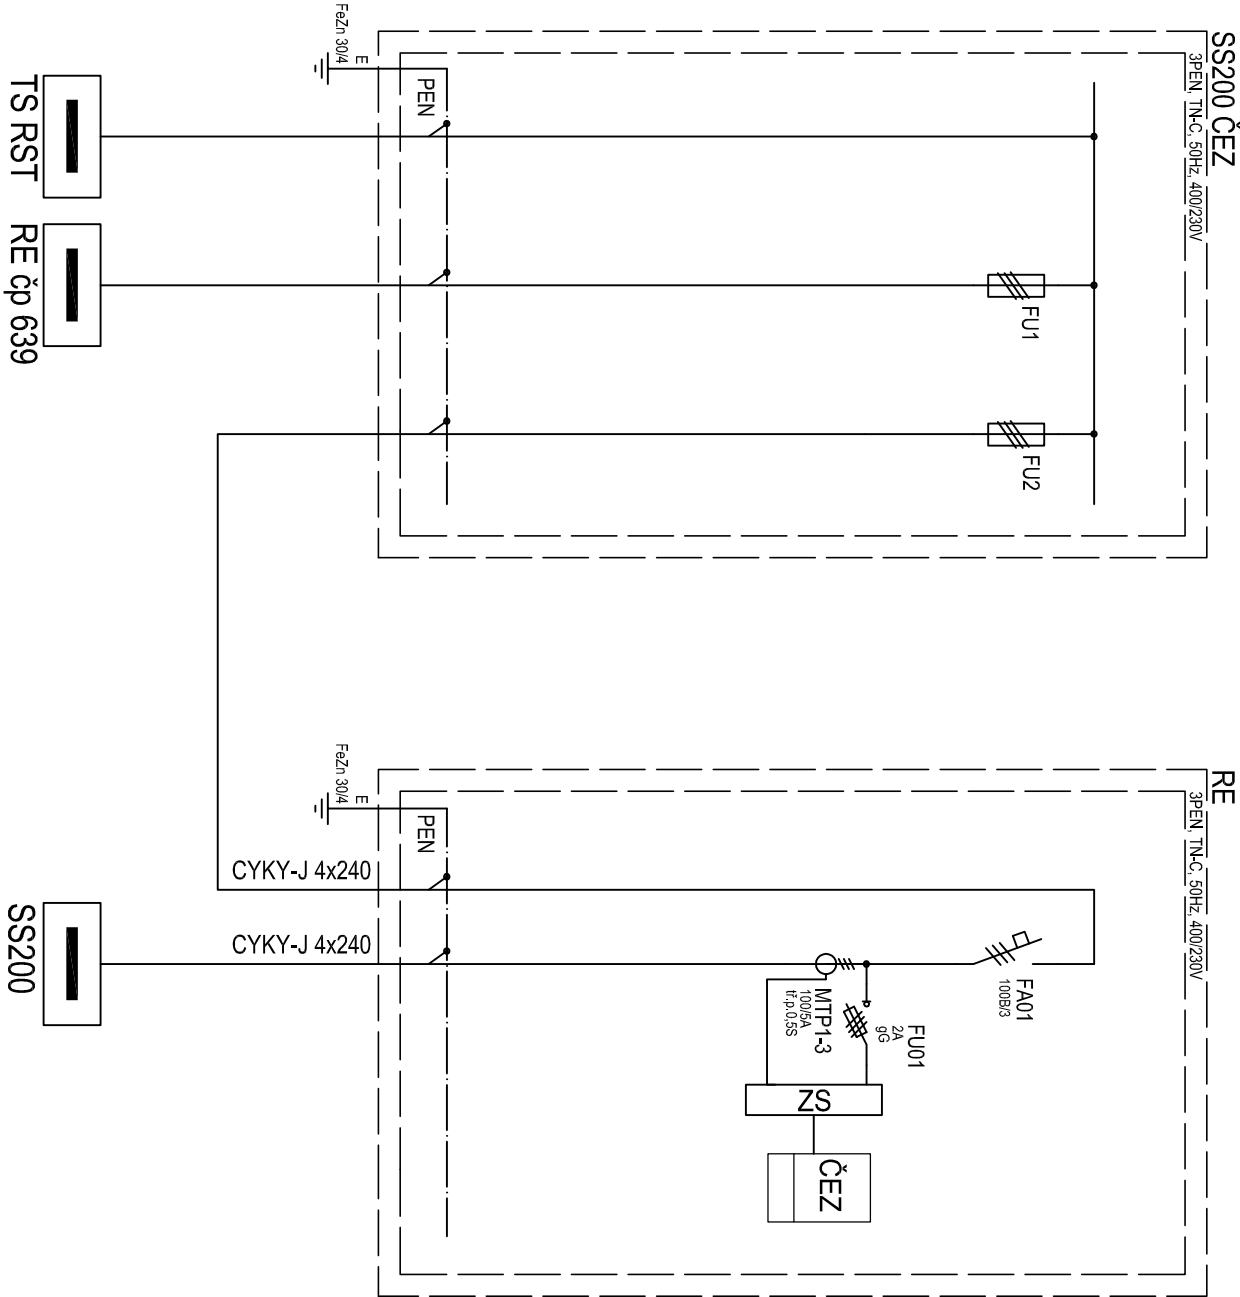 SS200 ČEZ
3PEN, TN-C, 50Hz, 400/230V
FU1
FU2
PEN
E
FeZn 30/4
TS RST
RE čp 639
RE
3PEN, TN-C, 50Hz, 400/230V
FA01
100B/3
FU01
2A
gG
MTP1-3
100/5A
tř.p.0,5S
ZS
ČEZ
PEN
E
FeZn 30/4
CYKY-J 4x240
CYKY-J 4x240
SS200